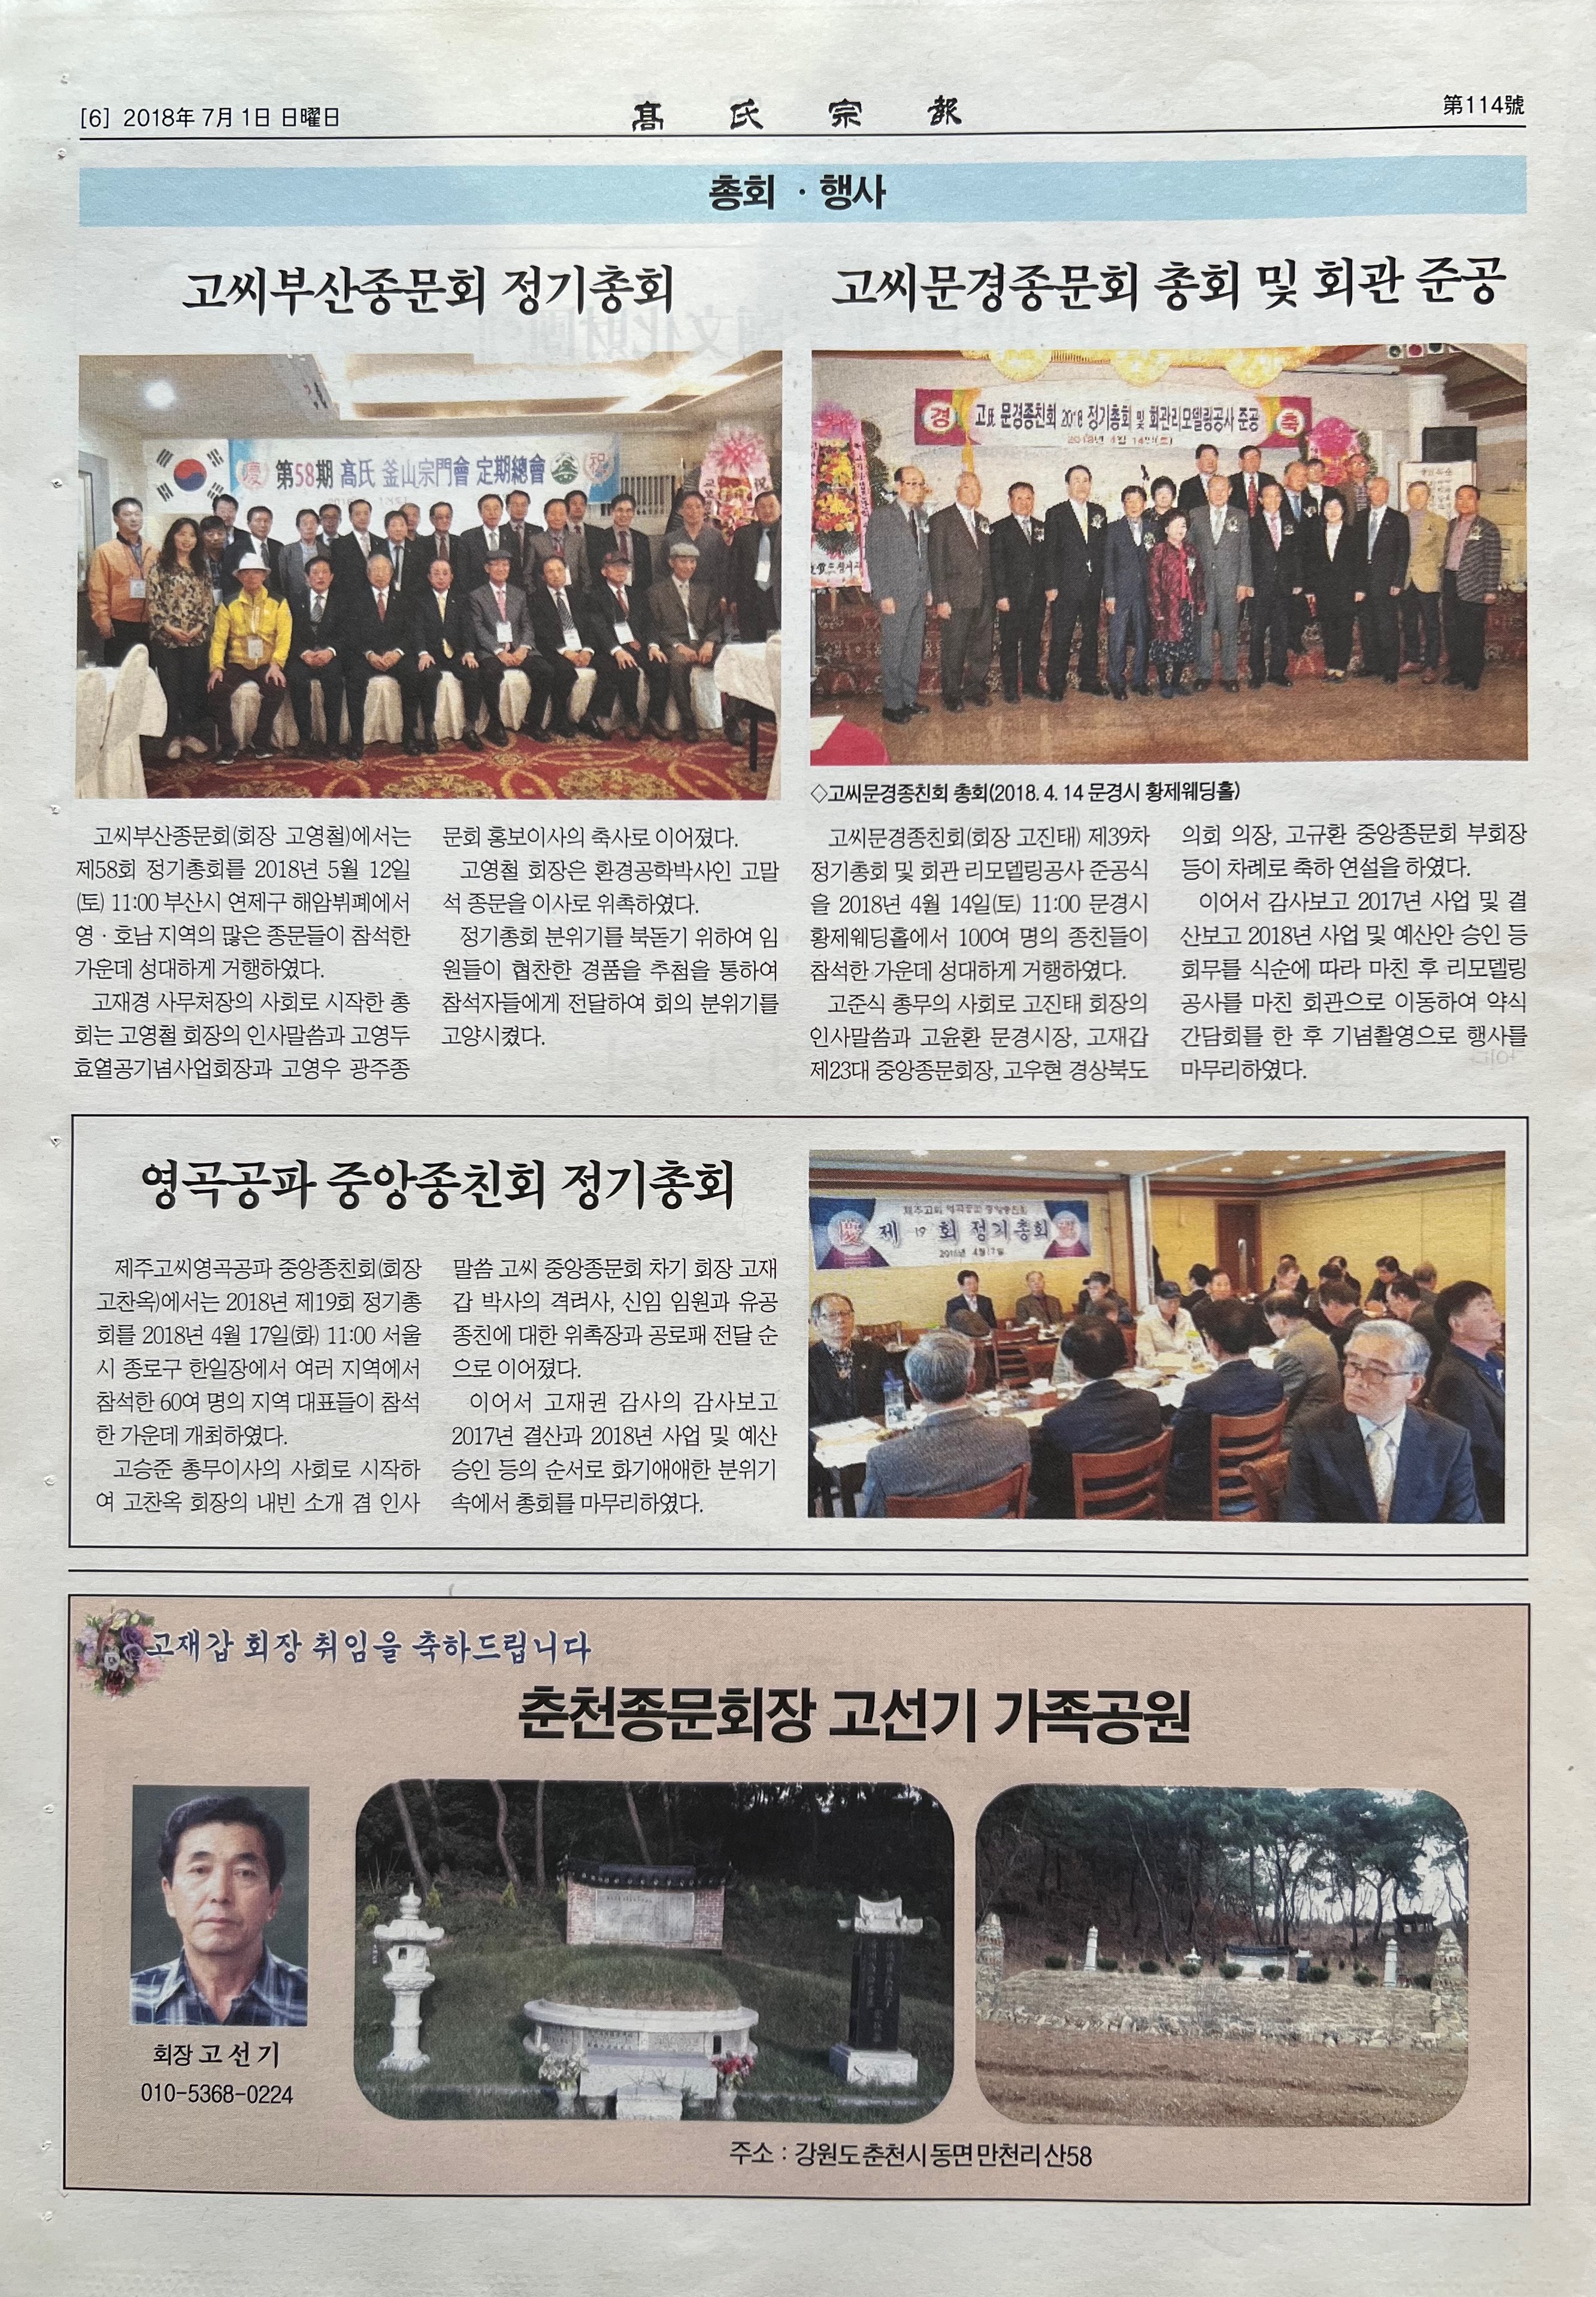 [6] 2018年 7月 1日 日曜日
髙氏宗報
第114號
총회 · 행사
고씨부산종문회 정기총회
慶 第58期 髙氏 釜山宗門會 定期總會 祝
고씨부산종문회(회장 고영철)에서는
제58회 정기총회를 2018년 5월 12일
(토) 11:00 부산시 연제구 해암뷔페에서
영·호남 지역의 많은 종문들이 참석한
가운데 성대하게 거행하였다.
고재경 사무처장의 사회로 시작한 총
회는 고영철 회장의 인사말씀과 고영두
효열공기념사업회장과 고영우 광주종
문회 홍보이사의 축사로 이어졌다.
고영철 회장은 환경공학박사인 고말
석 종문을 이사로 위촉하였다.
정기총회 분위기를 북돋기 위하여 임
원들이 협찬한 경품을 추첨을 통하여
참석자들에게 전달하여 회의 분위기를
고양시켰다.
고씨문경종문회 총회 및 회관 준공
경 고氏 문경종친회 2018 정기총회 및 회관리모델링공사 준공 축
2018년 4월 14일(토)
◇고씨문경종친회 총회(2018. 4. 14 문경시 황제웨딩홀)
고씨문경종친회(회장 고진태) 제39차
정기총회 및 회관 리모델링공사 준공식
을 2018년 4월 14일(토) 11:00 문경시
황제웨딩홀에서 100여 명의 종친들이
참석한 가운데 성대하게 거행하였다.
고준식 총무의 사회로 고진태 회장의
인사말씀과 고윤환 문경시장, 고재갑
제23대 중앙종문회장, 고우현 경상북도
의회 의장, 고규환 중앙종문회 부회장
등이 차례로 축하 연설을 하였다.
이어서 감사보고 2017년 사업 및 결
산보고 2018년 사업 및 예산안 승인 등
회무를 식순에 따라 마친 후 리모델링
공사를 마친 회관으로 이동하여 약식
간담회를 한 후 기념촬영으로 행사를
마무리하였다.
영곡공파 중앙종친회 정기총회
제주고씨영곡공파 중앙종친회(회장
고찬옥)에서는 2018년 제19회 정기총
회를 2018년 4월 17일(화) 11:00 서울
시 종로구 한일장에서 여러 지역에서
참석한 60여 명의 지역 대표들이 참석
한 가운데 개최하였다.
고승준 총무이사의 사회로 시작하
여 고찬옥 회장의 내빈 소개 겸 인사
말씀 고씨 중앙종문회 차기 회장 고재
갑 박사의 격려사, 신임 임원과 유공
종친에 대한 위촉장과 공로패 전달 순
으로 이어졌다.
이어서 고재권 감사의 감사보고
2017년 결산과 2018년 사업 및 예산
승인 등의 순서로 화기애애한 분위기
속에서 총회를 마무리하였다.
제주고씨 영곡공파 중앙종친회
慶 제 19 회 정기총회
고재갑 회장 취임을 축하드립니다
춘천종문회장 고선기 가족공원
회장 고선기
010-5368-0224
주소 : 강원도 춘천시 동면 만천리 산58